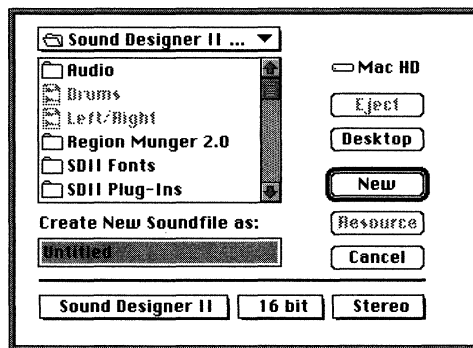 Sound Designer II ...
Audio
Drums
Left/Right
Region Munger 2.0
SDII Fonts
SDII Plug-Ins
Mac HD
Eject
Desktop
New
Resource
Cancel
Create New Soundfile as:
Untitled
Sound Designer II
16 bit
Stereo